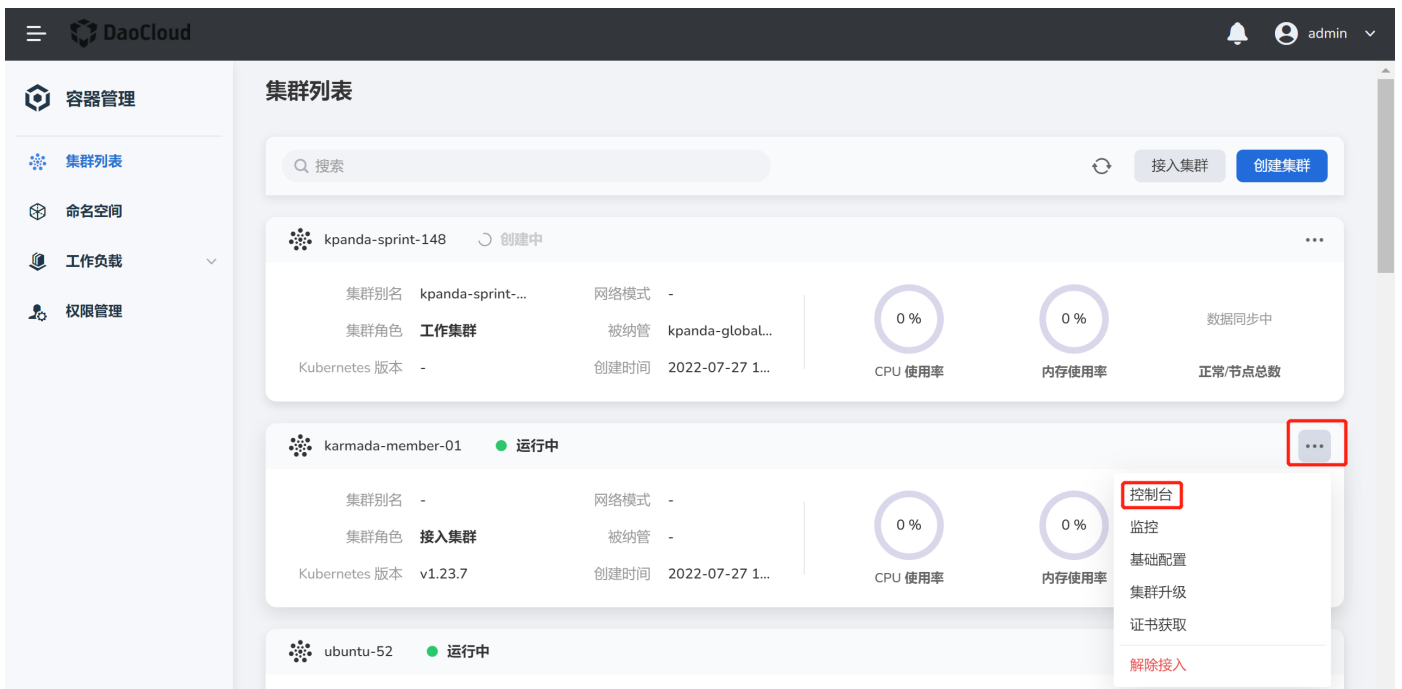 DaoCloud
admin
容器管理
集群列表
命名空间
工作负载
权限管理
集群列表
搜索
接入集群
创建集群
kpanda-sprint-148 创建中
集群别名 kpanda-sprint-... 网络模式 -
集群角色 工作集群 被纳管 kpanda-global...
Kubernetes 版本 - 创建时间 2022-07-27 1...
0 %
CPU 使用率
0 %
内存使用率
数据同步中
正常/节点总数
karmada-member-01 运行中
集群别名 - 网络模式 -
集群角色 接入集群 被纳管 -
Kubernetes 版本 v1.23.7 创建时间 2022-07-27 1...
0 %
CPU 使用率
0 %
内存使用率
控制台
监控
基础配置
集群升级
证书获取
解除接入
ubuntu-52 运行中